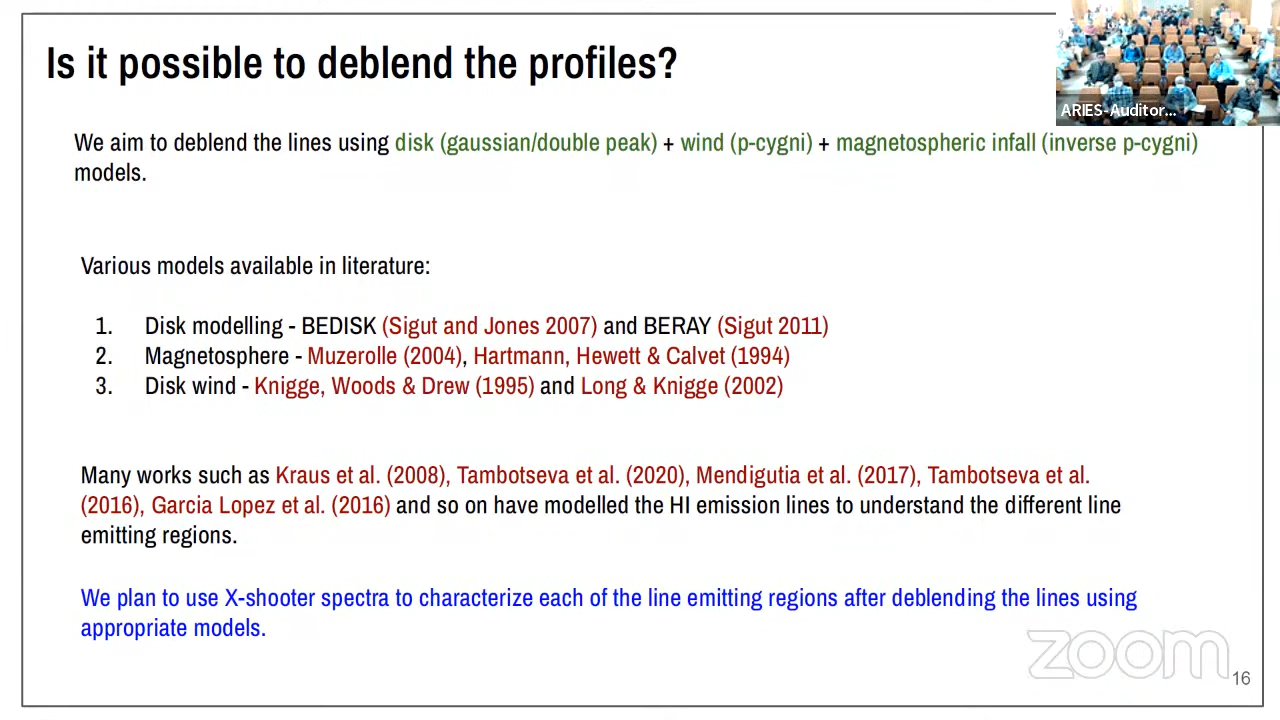 Is it possible to deblend the profiles?
ARIES-Auditor...
We aim to deblend the lines using disk (gaussian/double peak) + wind (p-cygni) + magnetospheric infall (inverse p-cygni)
models.
Various models available in literature:
1. Disk modelling - BEDISK (Sigut and Jones 2007) and BERAY (Sigut 2011)
2. Magnetosphere - Muzerolle (2004), Hartmann, Hewett & Calvet (1994)
3. Disk wind - Knigge, Woods & Drew (1995) and Long & Knigge (2002)
Many works such as Kraus et al. (2008), Tambotseva et al. (2020), Mendigutia et al. (2017), Tambotseva et al.
(2016), Garcia Lopez et al. (2016) and so on have modelled the HI emission lines to understand the different line
emitting regions.
We plan to use X-shooter spectra to characterize each of the line emitting regions after deblending the lines using
appropriate models.
zoom
16